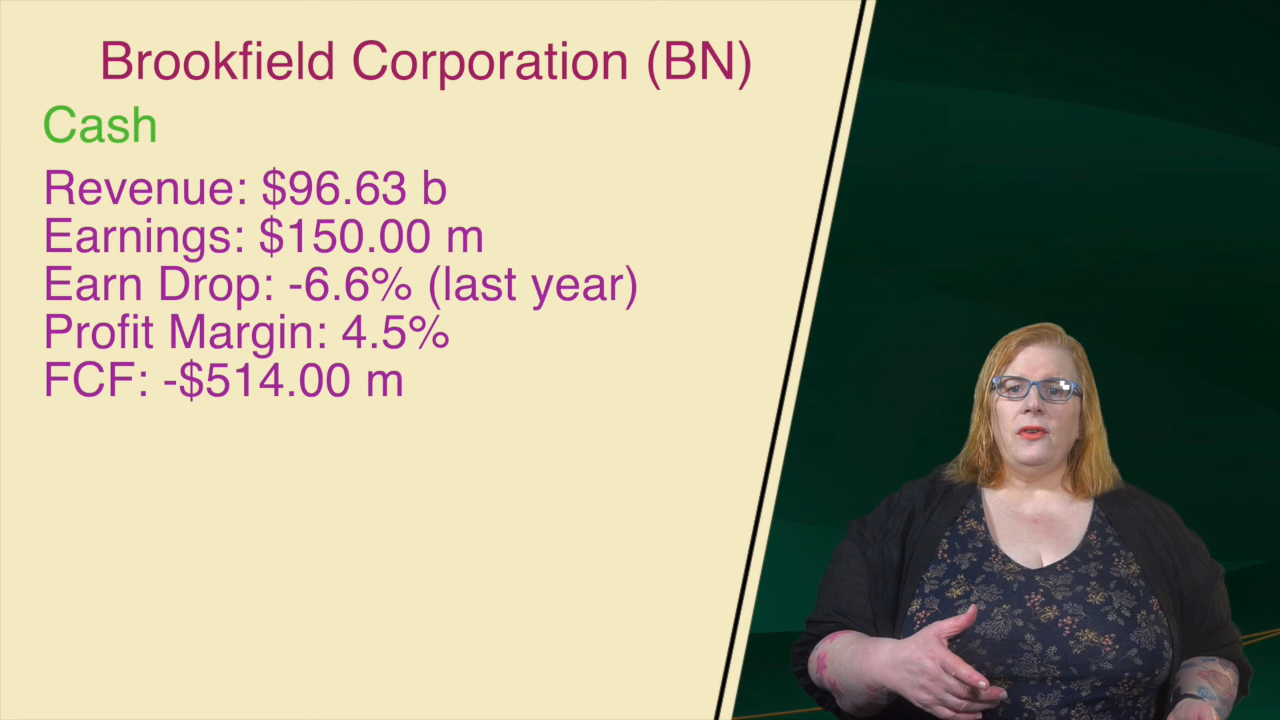 Brookfield Corporation (BN)
Cash
Revenue: $96.63 b
Earnings: $150.00 m
Earn Drop: -6.6% (last year)
Profit Margin: 4.5%
FCF: -$514.00 m